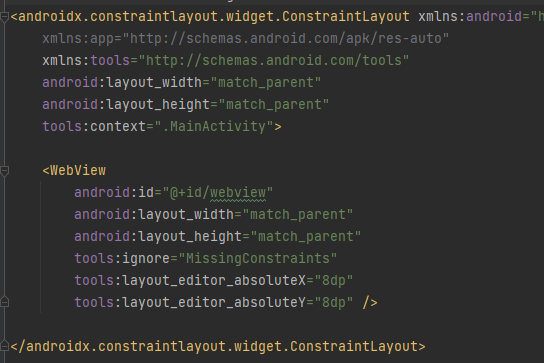 <androidx.constraintlayout.widget.ConstraintLayout xmlns:android="h
xmlns:app="http://schemas.android.com/apk/res-auto"
xmlns:tools="http://schemas.android.com/tools"
android:layout_width="match_parent"
android:layout_height="match_parent"
tools:context=".MainActivity">
<WebView
android:id="@+id/webview"
android:layout_width="match_parent"
android:layout_height="match_parent"
tools:ignore="MissingConstraints"
tools:layout_editor_absoluteX="8dp"
tools:layout_editor_absoluteY="8dp" />
</androidx.constraintlayout.widget.ConstraintLayout>